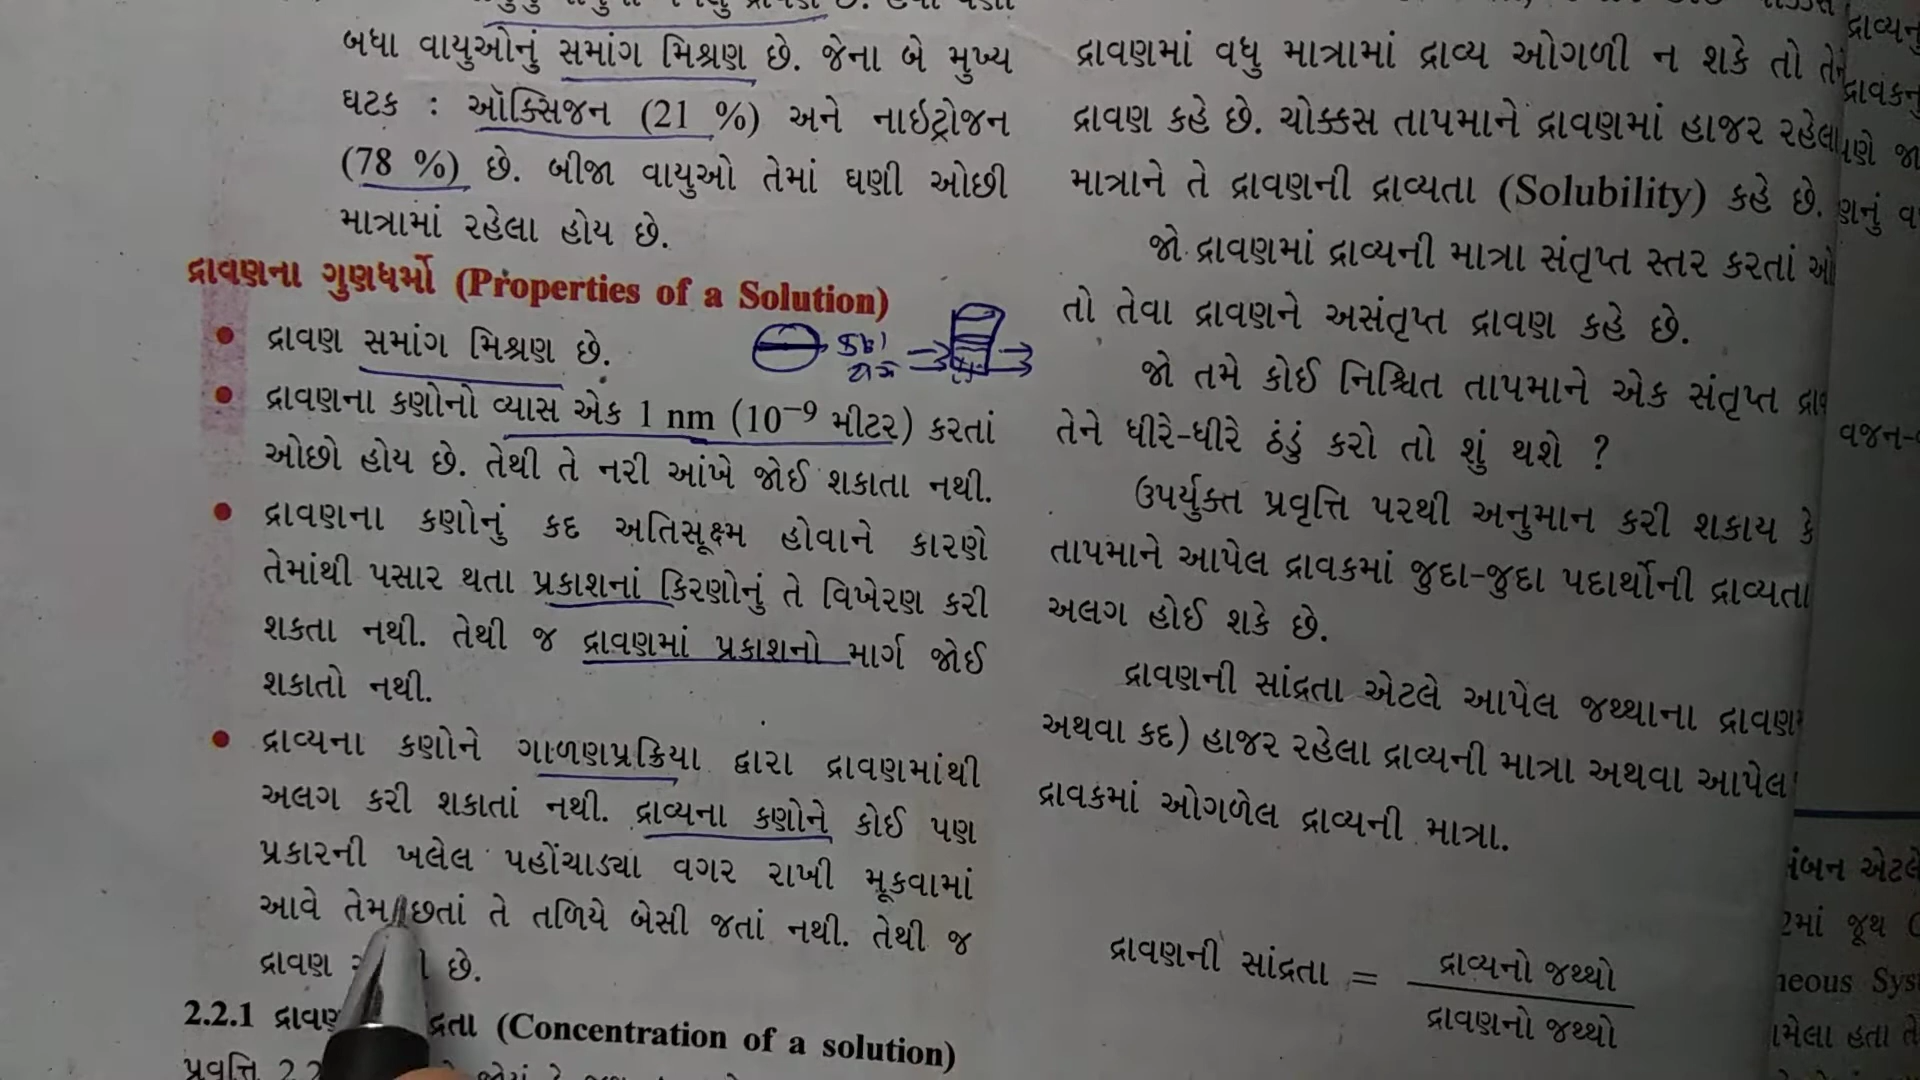 બધા વાયુઓનું સમાંગ મિશ્રણ છે. જેના બે મુખ્ય
ઘટક : ઑક્સિજન (21 %) અને નાઇટ્રોજન
(78 %) છે. બીજા વાયુઓ તેમાં ઘણી ઓછી
માત્રામાં રહેલા હોય છે.
દ્રાવણના ગુણધર્મો (Properties of a Solution)
• દ્રાવણ સમાંગ મિશ્રણ છે.
• દ્રાવણના કણોનો વ્યાસ એક 1 nm (10⁻⁹ મીટર) કરતાં
ઓછો હોય છે. તેથી તે નરી આંખે જોઈ શકાતા નથી.
• દ્રાવણના કણોનું કદ અતિસૂક્ષ્મ હોવાને કારણે
તેમાંથી પસાર થતા પ્રકાશનાં કિરણોનું તે વિખેરણ કરી
શકતા નથી. તેથી જ દ્રાવણમાં પ્રકાશનો માર્ગ જોઈ
શકાતો નથી.
• દ્રાવ્યના કણોને ગાળણપ્રક્રિયા દ્વારા દ્રાવણમાંથી
અલગ કરી શકાતાં નથી. દ્રાવ્યના કણોને કોઈ પણ
પ્રકારની ખલેલ પહોંચાડ્યા વગર રાખી મૂકવામાં
આવે તેમ છતાં તે તળિયે બેસી જતાં નથી. તેથી જ
દ્રાવણ છે.
2.2.1 (Concentration of a solution)
દ્રાવણમાં વધુ માત્રામાં દ્રાવ્ય ઓગળી ન શકે તો તેને
દ્રાવણ કહે છે. ચોક્કસ તાપમાને દ્રાવણમાં હાજર રહેલા
માત્રાને તે દ્રાવણની દ્રાવ્યતા (Solubility) કહે છે.
જો દ્રાવણમાં દ્રાવ્યની માત્રા સંતૃપ્ત સ્તર કરતાં
તો તેવા દ્રાવણને અસંતૃપ્ત દ્રાવણ કહે છે.
જો તમે કોઈ નિશ્ચિત તાપમાને એક સંતૃપ્ત
તેને ધીરે-ધીરે ઠંડું કરો તો શું થશે ?
ઉપર્યુક્ત પ્રવૃત્તિ પરથી અનુમાન કરી શકાય કે
તાપમાને આપેલ દ્રાવકમાં જુદા-જુદા પદાર્થોની દ્રાવ્યતા
અલગ હોઈ શકે છે.
દ્રાવણની સાંદ્રતા એટલે આપેલ જથ્થાના દ્રાવણ
અથવા કદ) હાજર રહેલા દ્રાવ્યની માત્રા અથવા આપેલ
દ્રાવકમાં ઓગળેલ દ્રાવ્યની માત્રા.
દ્રાવણની સાંદ્રતા = દ્રાવ્યનો જથ્થો
દ્રાવણનો જથ્થો